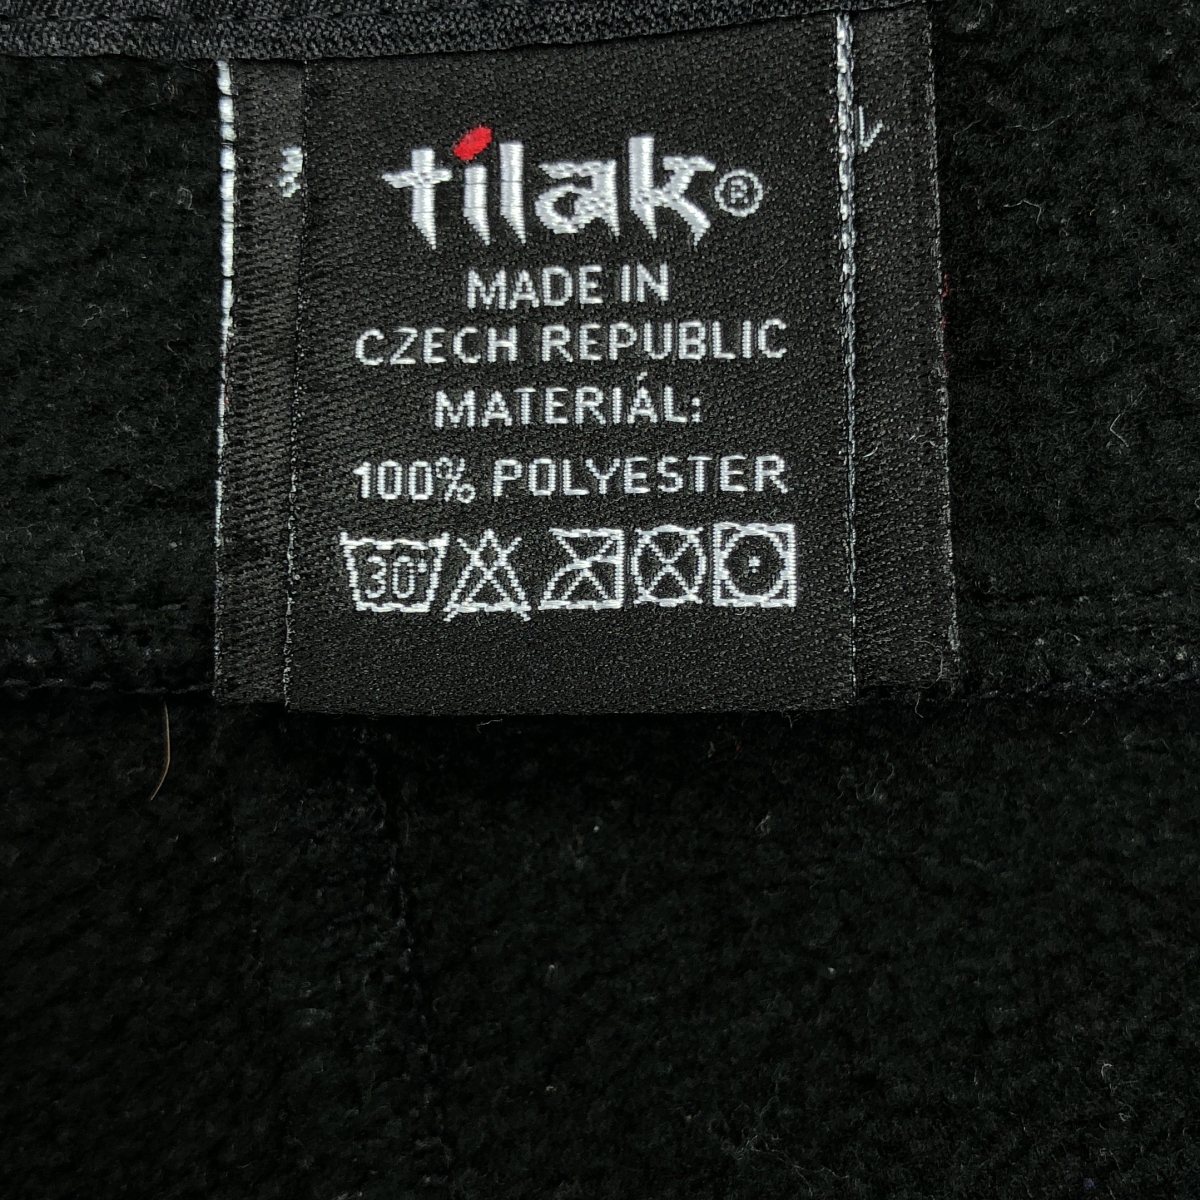 tilak®
MADE IN
CZECH REPUBLIC
MATERIÁL:
100% POLYESTER
30°